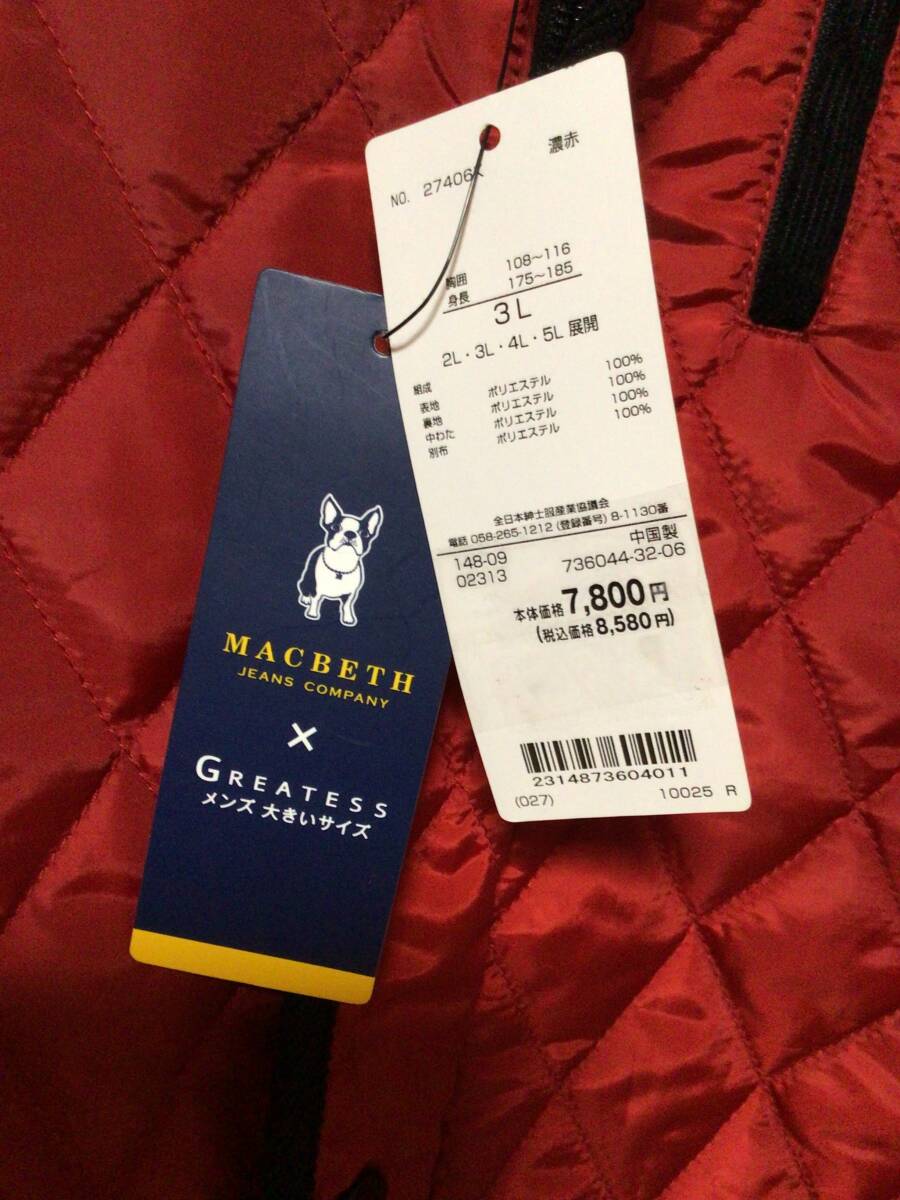 濃赤
NO. 27406K
胸囲 108～116
身長 175～185
3L
2L・3L・4L・5L 展開
組成
表地 ポリエステル 100%
裏地 ポリエステル 100%
中わた ポリエステル 100%
別布 ポリエステル 100%
全日本紳士服産業協議会
電話 058-265-1212 (登録番号) 8-1130番
中国製
148-09 736044-32-06
02313
本体価格 7,800円
(税込価格 8,580円)
2314873604011
(027) 10025 R
MACBETH
JEANS COMPANY
×
GREATESS
メンズ 大きいサイズ